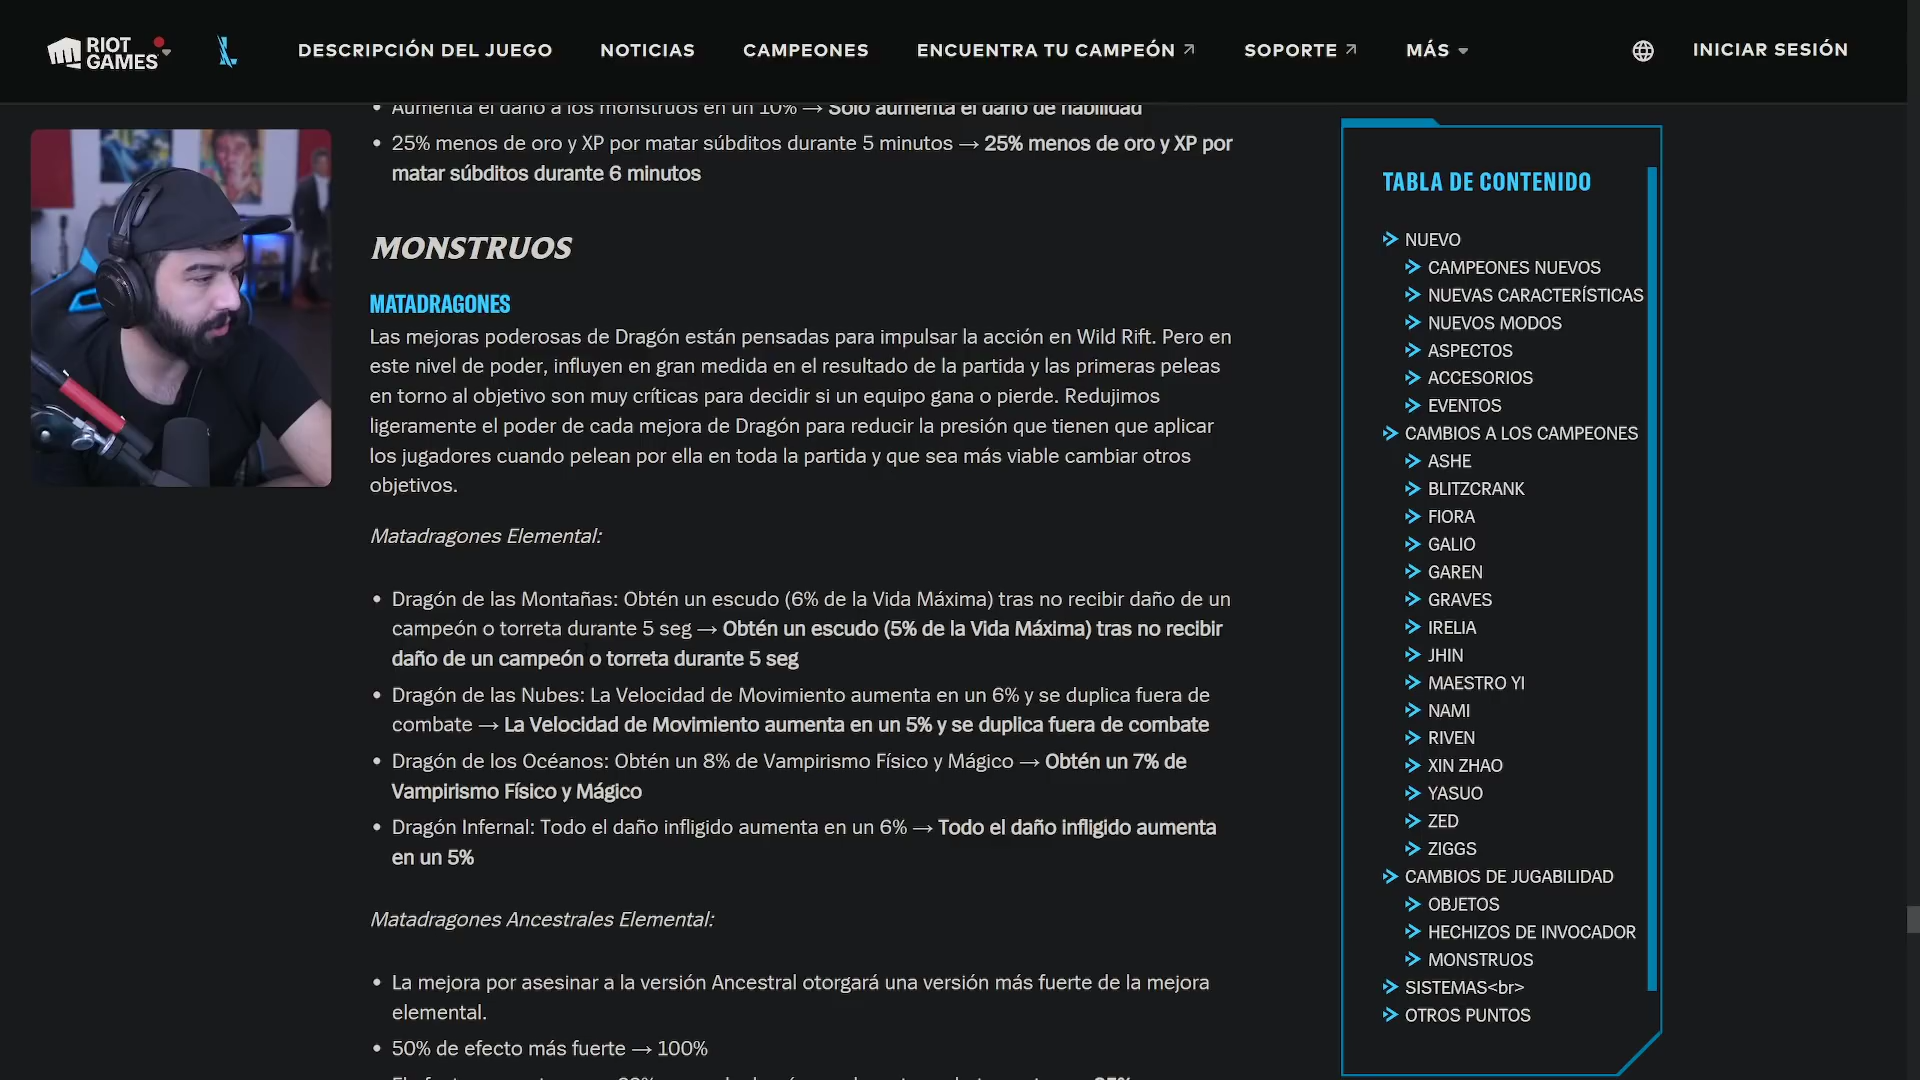 RIOT GAMES
DESCRIPCIÓN DEL JUEGO
NOTICIAS
CAMPEONES
ENCUENTRA TU CAMPEÓN
SOPORTE
MÁS
INICIAR SESIÓN
Aumenta el daño a los monstruos en un 10% → Solo aumenta el daño de habilidad
25% menos de oro y XP por matar súbditos durante 5 minutos → 25% menos de oro y XP por
matar súbditos durante 6 minutos
MONSTRUOS
MATADRAGONES
Las mejoras poderosas de Dragón están pensadas para impulsar la acción en Wild Rift. Pero en
este nivel de poder, influyen en gran medida en el resultado de la partida y las primeras peleas
en torno al objetivo son muy críticas para decidir si un equipo gana o pierde. Redujimos
ligeramente el poder de cada mejora de Dragón para reducir la presión que tienen que aplicar
los jugadores cuando pelean por ella en toda la partida y que sea más viable cambiar otros
objetivos.
Matadragones Elemental:
Dragón de las Montañas: Obtén un escudo (6% de la Vida Máxima) tras no recibir daño de un
campeón o torreta durante 5 seg → Obtén un escudo (5% de la Vida Máxima) tras no recibir
daño de un campeón o torreta durante 5 seg
Dragón de las Nubes: La Velocidad de Movimiento aumenta en un 6% y se duplica fuera de
combate → La Velocidad de Movimiento aumenta en un 5% y se duplica fuera de combate
Dragón de los Océanos: Obtén un 8% de Vampirismo Físico y Mágico → Obtén un 7% de
Vampirismo Físico y Mágico
Dragón Infernal: Todo el daño infligido aumenta en un 6% → Todo el daño infligido aumenta
en un 5%
Matadragones Ancestrales Elemental:
La mejora por asesinar a la versión Ancestral otorgará una versión más fuerte de la mejora
elemental.
50% de efecto más fuerte → 100%
TABLA DE CONTENIDO
NUEVO
CAMPEONES NUEVOS
NUEVAS CARACTERÍSTICAS
NUEVOS MODOS
ASPECTOS
ACCESORIOS
EVENTOS
CAMBIOS A LOS CAMPEONES
ASHE
BLITZCRANK
FIORA
GALIO
GAREN
GRAVES
IRELIA
JHIN
MAESTRO YI
NAMI
RIVEN
XIN ZHAO
YASUO
ZED
ZIGGS
CAMBIOS DE JUGABILIDAD
OBJETOS
HECHIZOS DE INVOCADOR
MONSTRUOS
SISTEMAS<br>
OTROS PUNTOS